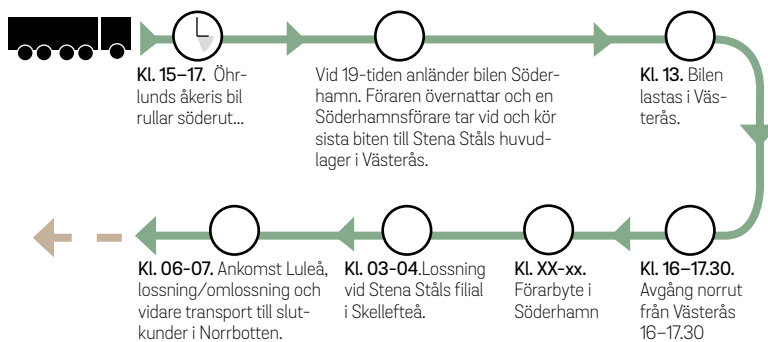 Kl. 15–17. Öhr-
lunds åkeris bil
rullar söderut...
Vid 19-tiden anländer bilen Söder-
hamn. Föraren övernattar och en
Söderhamnsförare tar vid och kör
sista biten till Stena Ståls huvud-
lager i Västerås.
Kl. 13. Bilen
lastas i Väs-
terås.
Kl. 06-07. Ankomst Luleå,
lossning/omlossning och
vidare transport till slut-
kunder i Norrbotten.
Kl. 03-04.Lossning
vid Stena Ståls filial
i Skellefteå.
Kl. XX-xx.
Förarbyte i
Söderhamn
Kl. 16–17.30.
Avgång norrut
från Västerås
16–17.30